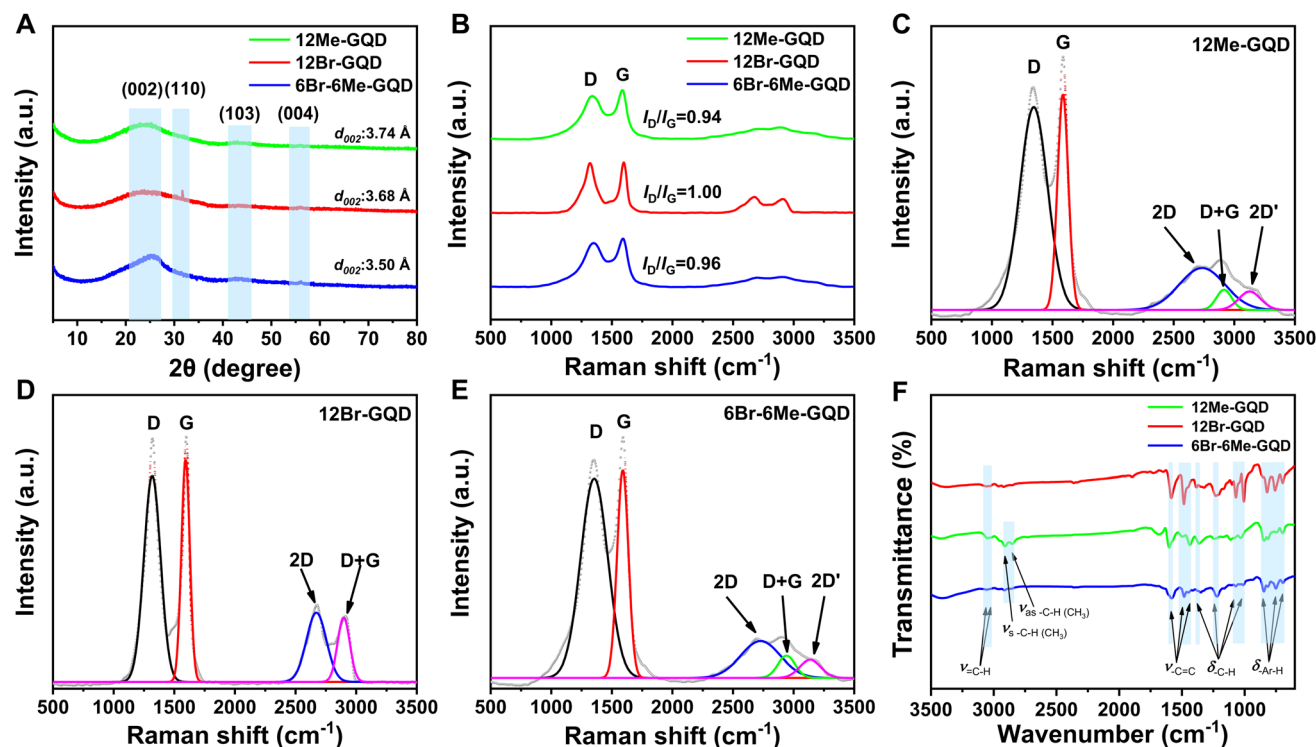 A
12Me-GQD
12Br-GQD
6Br-6Me-GQD
(002) (110)
(103) (004)
d002:3.74 Å
d002:3.68 Å
d002:3.50 Å
Intensity (a.u.)
10 20 30 40 50 60 70 80
2θ (degree)
B
12Me-GQD
12Br-GQD
6Br-6Me-GQD
D G
ID/IG=0.94
ID/IG=1.00
ID/IG=0.96
Intensity (a.u.)
500 1000 1500 2000 2500 3000 3500
Raman shift (cm-1)
C
12Me-GQD
D G
2D D+G 2D'
Intensity (a.u.)
500 1000 1500 2000 2500 3000 3500
Raman shift (cm-1)
D
12Br-GQD
D G
2D D+G
Intensity (a.u.)
500 1000 1500 2000 2500 3000 3500
Raman shift (cm-1)
E
6Br-6Me-GQD
D G
2D D+G 2D'
Intensity (a.u.)
500 1000 1500 2000 2500 3000 3500
Raman shift (cm-1)
F
12Me-GQD
12Br-GQD
6Br-6Me-GQD
νas -C-H (CH3)
νs -C-H (CH3)
ν=C-H
ν-C=C
δ-C-H
δ-Ar-H
Transmittance (%)
3500 3000 2500 2000 1500 1000
Wavenumber (cm-1)